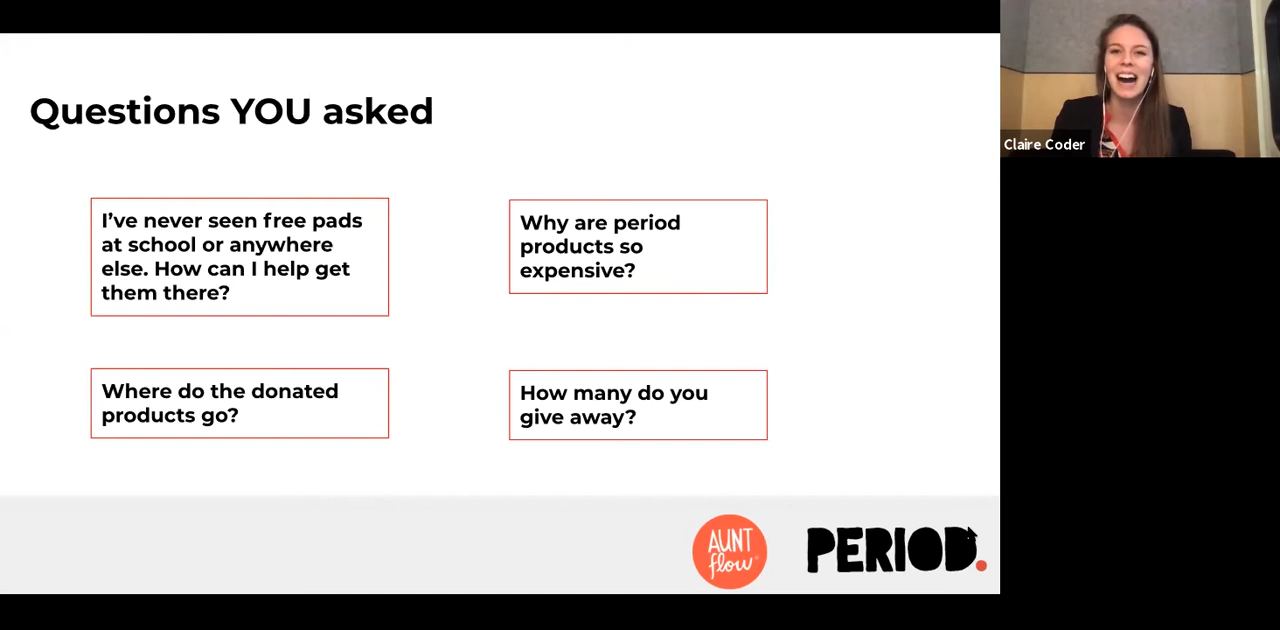 Questions YOU asked
I've never seen free pads
at school or anywhere
else. How can I help get
them there?
Why are period
products so
expensive?
Where do the donated
products go?
How many do you
give away?
AUNT
flow
PERIOD.
Claire Coder